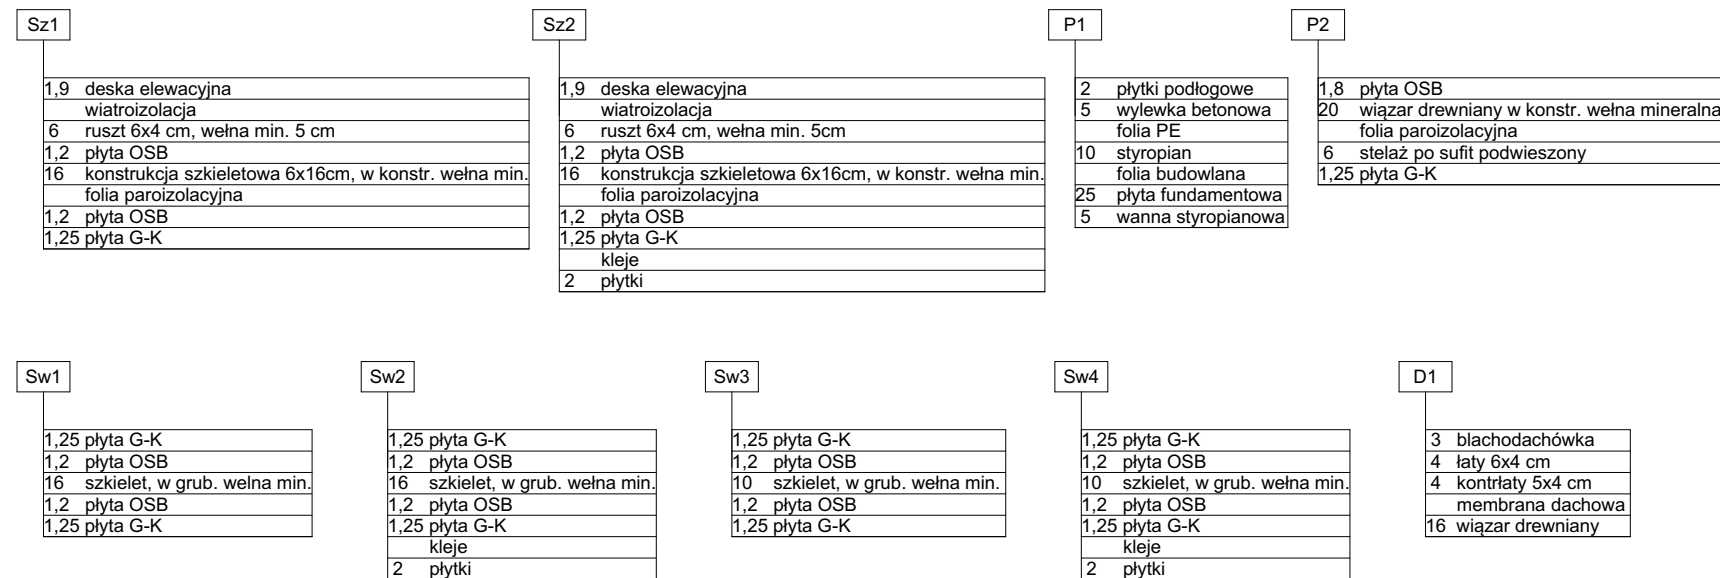 Sz1
1,9 deska elewacyjna
wiatroizolacja
6 ruszt 6x4 cm, wełna min. 5 cm
1,2 płyta OSB
16 konstrukcja szkieletowa 6x16cm, w konstr. wełna min.
folia paroizolacyjna
1,2 płyta OSB
1,25 płyta G-K
Sz2
1,9 deska elewacyjna
wiatroizolacja
6 ruszt 6x4 cm, wełna min. 5cm
1,2 płyta OSB
16 konstrukcja szkieletowa 6x16cm, w konstr. wełna min.
folia paroizolacyjna
1,2 płyta OSB
1,25 płyta G-K
kleje
2 płytki
P1
2 płytki podłogowe
5 wylewka betonowa
folia PE
10 styropian
folia budowlana
25 płyta fundamentowa
5 wanna styropianowa
P2
1,8 płyta OSB
20 wiązar drewniany w konstr. wełna mineralna
folia paroizolacyjna
6 stelaż po sufit podwieszony
1,25 płyta G-K
Sw1
1,25 płyta G-K
1,2 płyta OSB
16 szkielet, w grub. welna min.
1,2 płyta OSB
1,25 płyta G-K
Sw2
1,25 płyta G-K
1,2 płyta OSB
16 szkielet, w grub. wełna min.
1,2 płyta OSB
1,25 płyta G-K
kleje
2 płytki
Sw3
1,25 płyta G-K
1,2 płyta OSB
10 szkielet, w grub. wełna min.
1,2 płyta OSB
1,25 płyta G-K
Sw4
1,25 płyta G-K
1,2 płyta OSB
10 szkielet, w grub. wełna min.
1,2 płyta OSB
1,25 płyta G-K
kleje
2 płytki
D1
3 blachodachówka
4 łaty 6x4 cm
4 kontrłaty 5x4 cm
membrana dachowa
16 wiązar drewniany